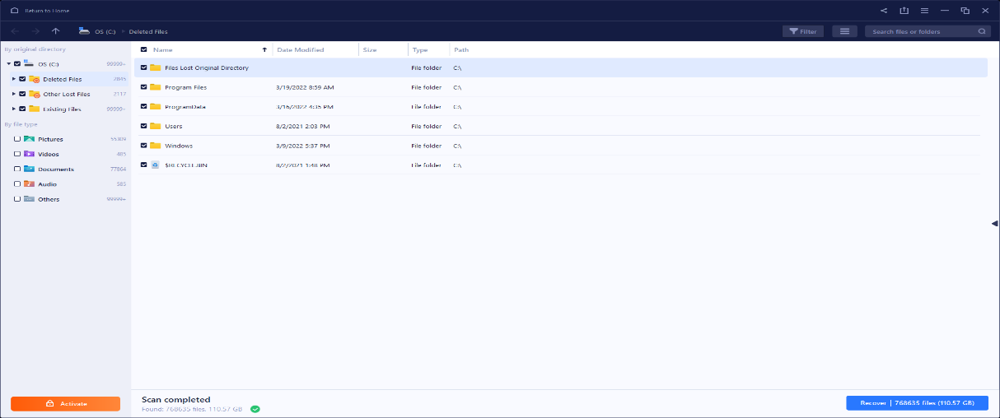 Return to Home
OS (C:) Deleted Files
Filter
Search files or folders
By original directory
OS (C:) 99999+
Deleted Files 2845
Other Lost Files 2117
Existing Files 99999+
By file type
Pictures 55309
Videos 485
Documents 77864
Audio 585
Others 99999+
Activate
Name Date Modified Size Type Path
Files Lost Original Directory File folder C:\
Program Files 3/19/2022 8:59 AM File folder C:\
ProgramData 3/16/2022 4:35 PM File folder C:\
Users 8/2/2021 2:03 PM File folder C:\
Windows 3/9/2022 5:37 PM File folder C:\
$RECYCLE.BIN 8/2/2021 1:48 PM File folder C:\
Scan completed
Found: 768635 files, 110.57 GB
Recover | 768635 files (110.57 GB)